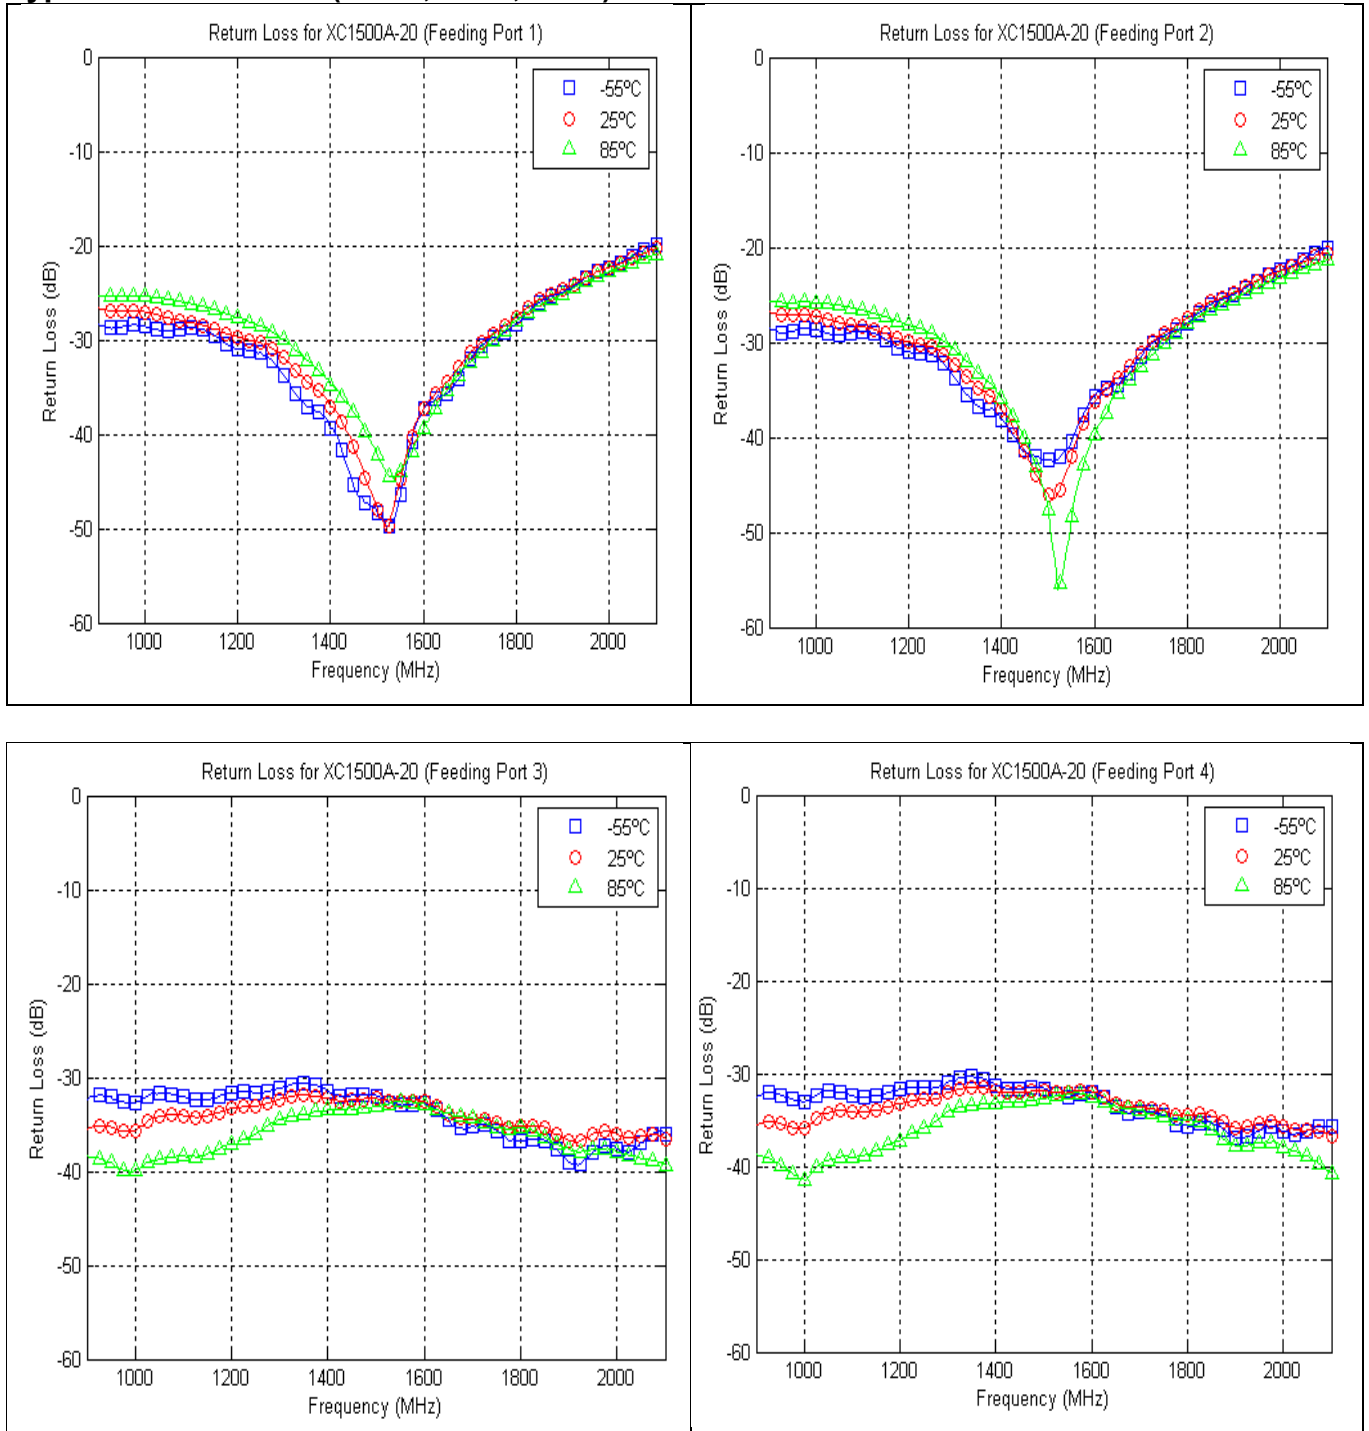 Return Loss for XC1500A-20 (Feeding Port 1)
0
-10
-20
-30
-40
-50
-60
Return Loss (dB)
-55ºC
25ºC
85ºC
1000 1200 1400 1600 1800 2000
Frequency (MHz)
Return Loss for XC1500A-20 (Feeding Port 2)
0
-10
-20
-30
-40
-50
-60
Return Loss (dB)
-55ºC
25ºC
85ºC
1000 1200 1400 1600 1800 2000
Frequency (MHz)
Return Loss for XC1500A-20 (Feeding Port 3)
0
-10
-20
-30
-40
-50
-60
Return Loss (dB)
-55ºC
25ºC
85ºC
1000 1200 1400 1600 1800 2000
Frequency (MHz)
Return Loss for XC1500A-20 (Feeding Port 4)
0
-10
-20
-30
-40
-50
-60
Return Loss (dB)
-55ºC
25ºC
85ºC
1000 1200 1400 1600 1800 2000
Frequency (MHz)